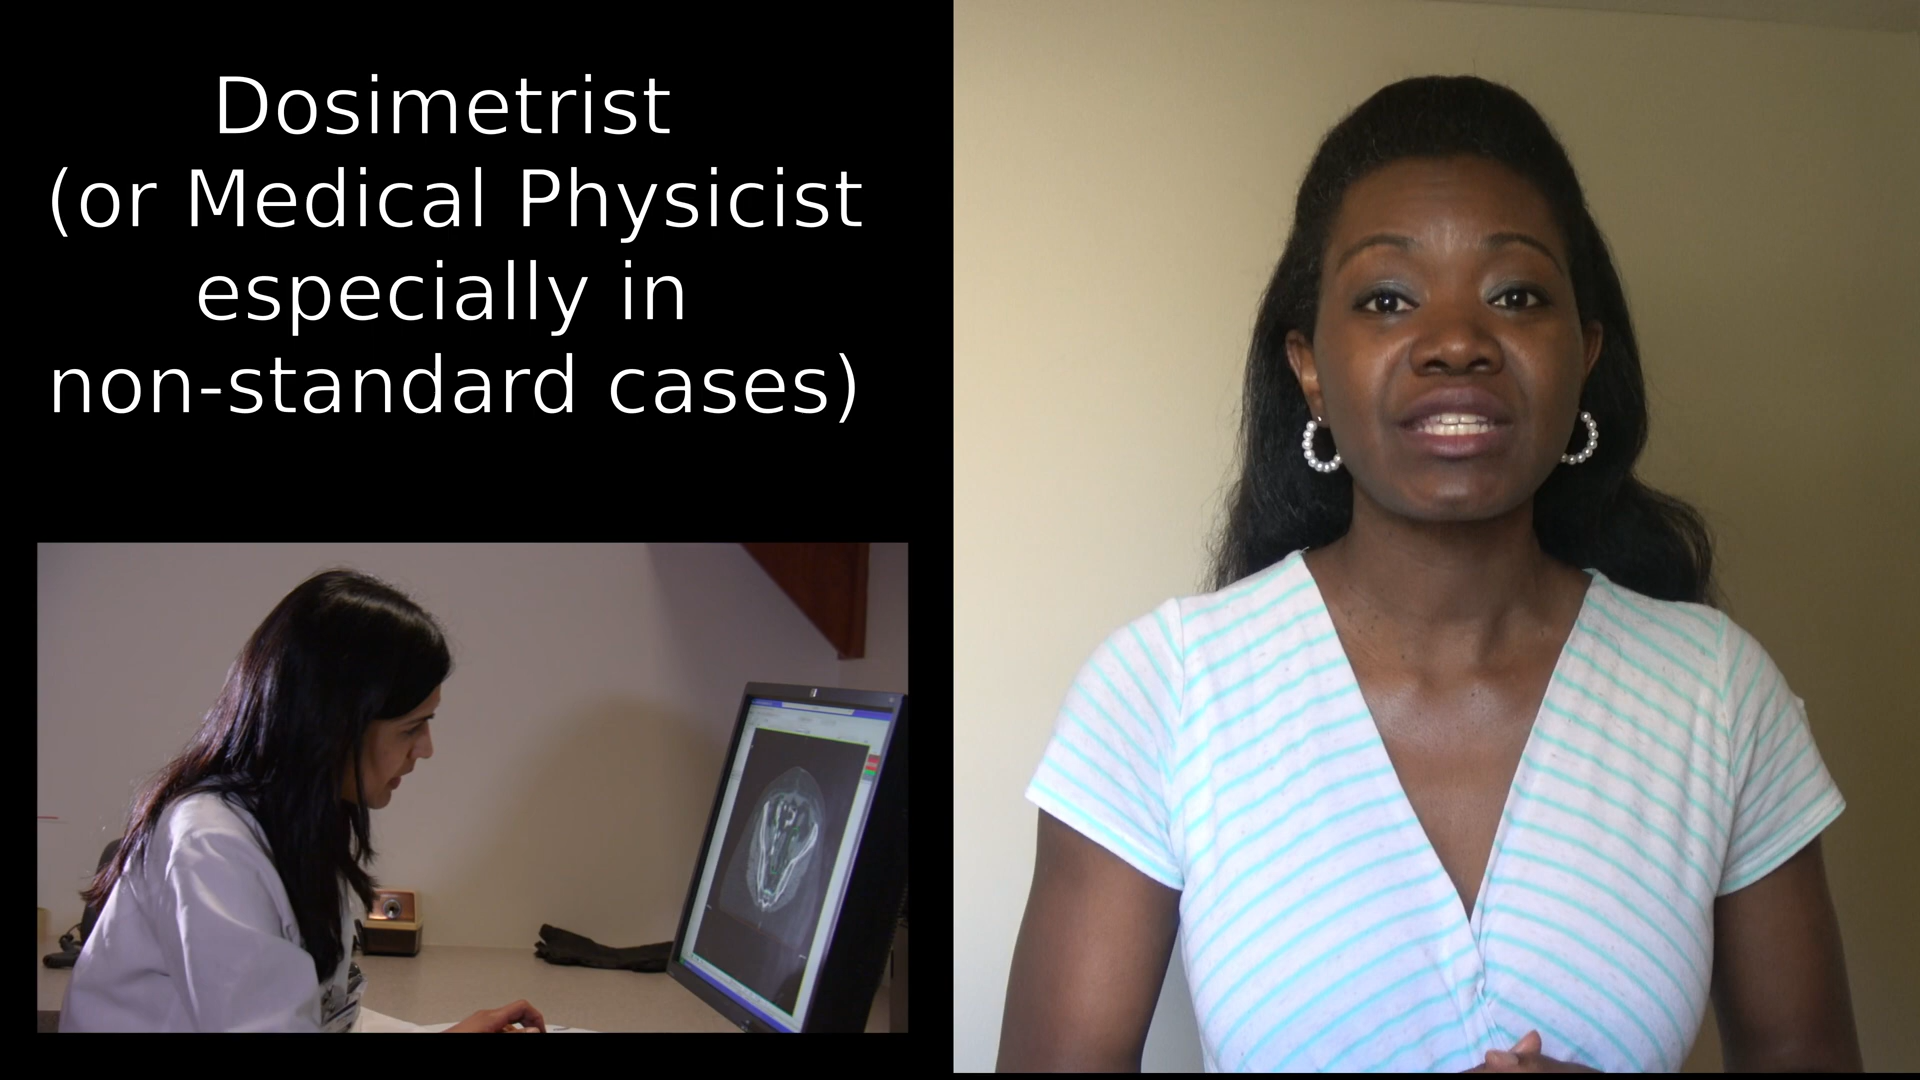 Dosimetrist
(or Medical Physicist
especially in
non-standard cases)